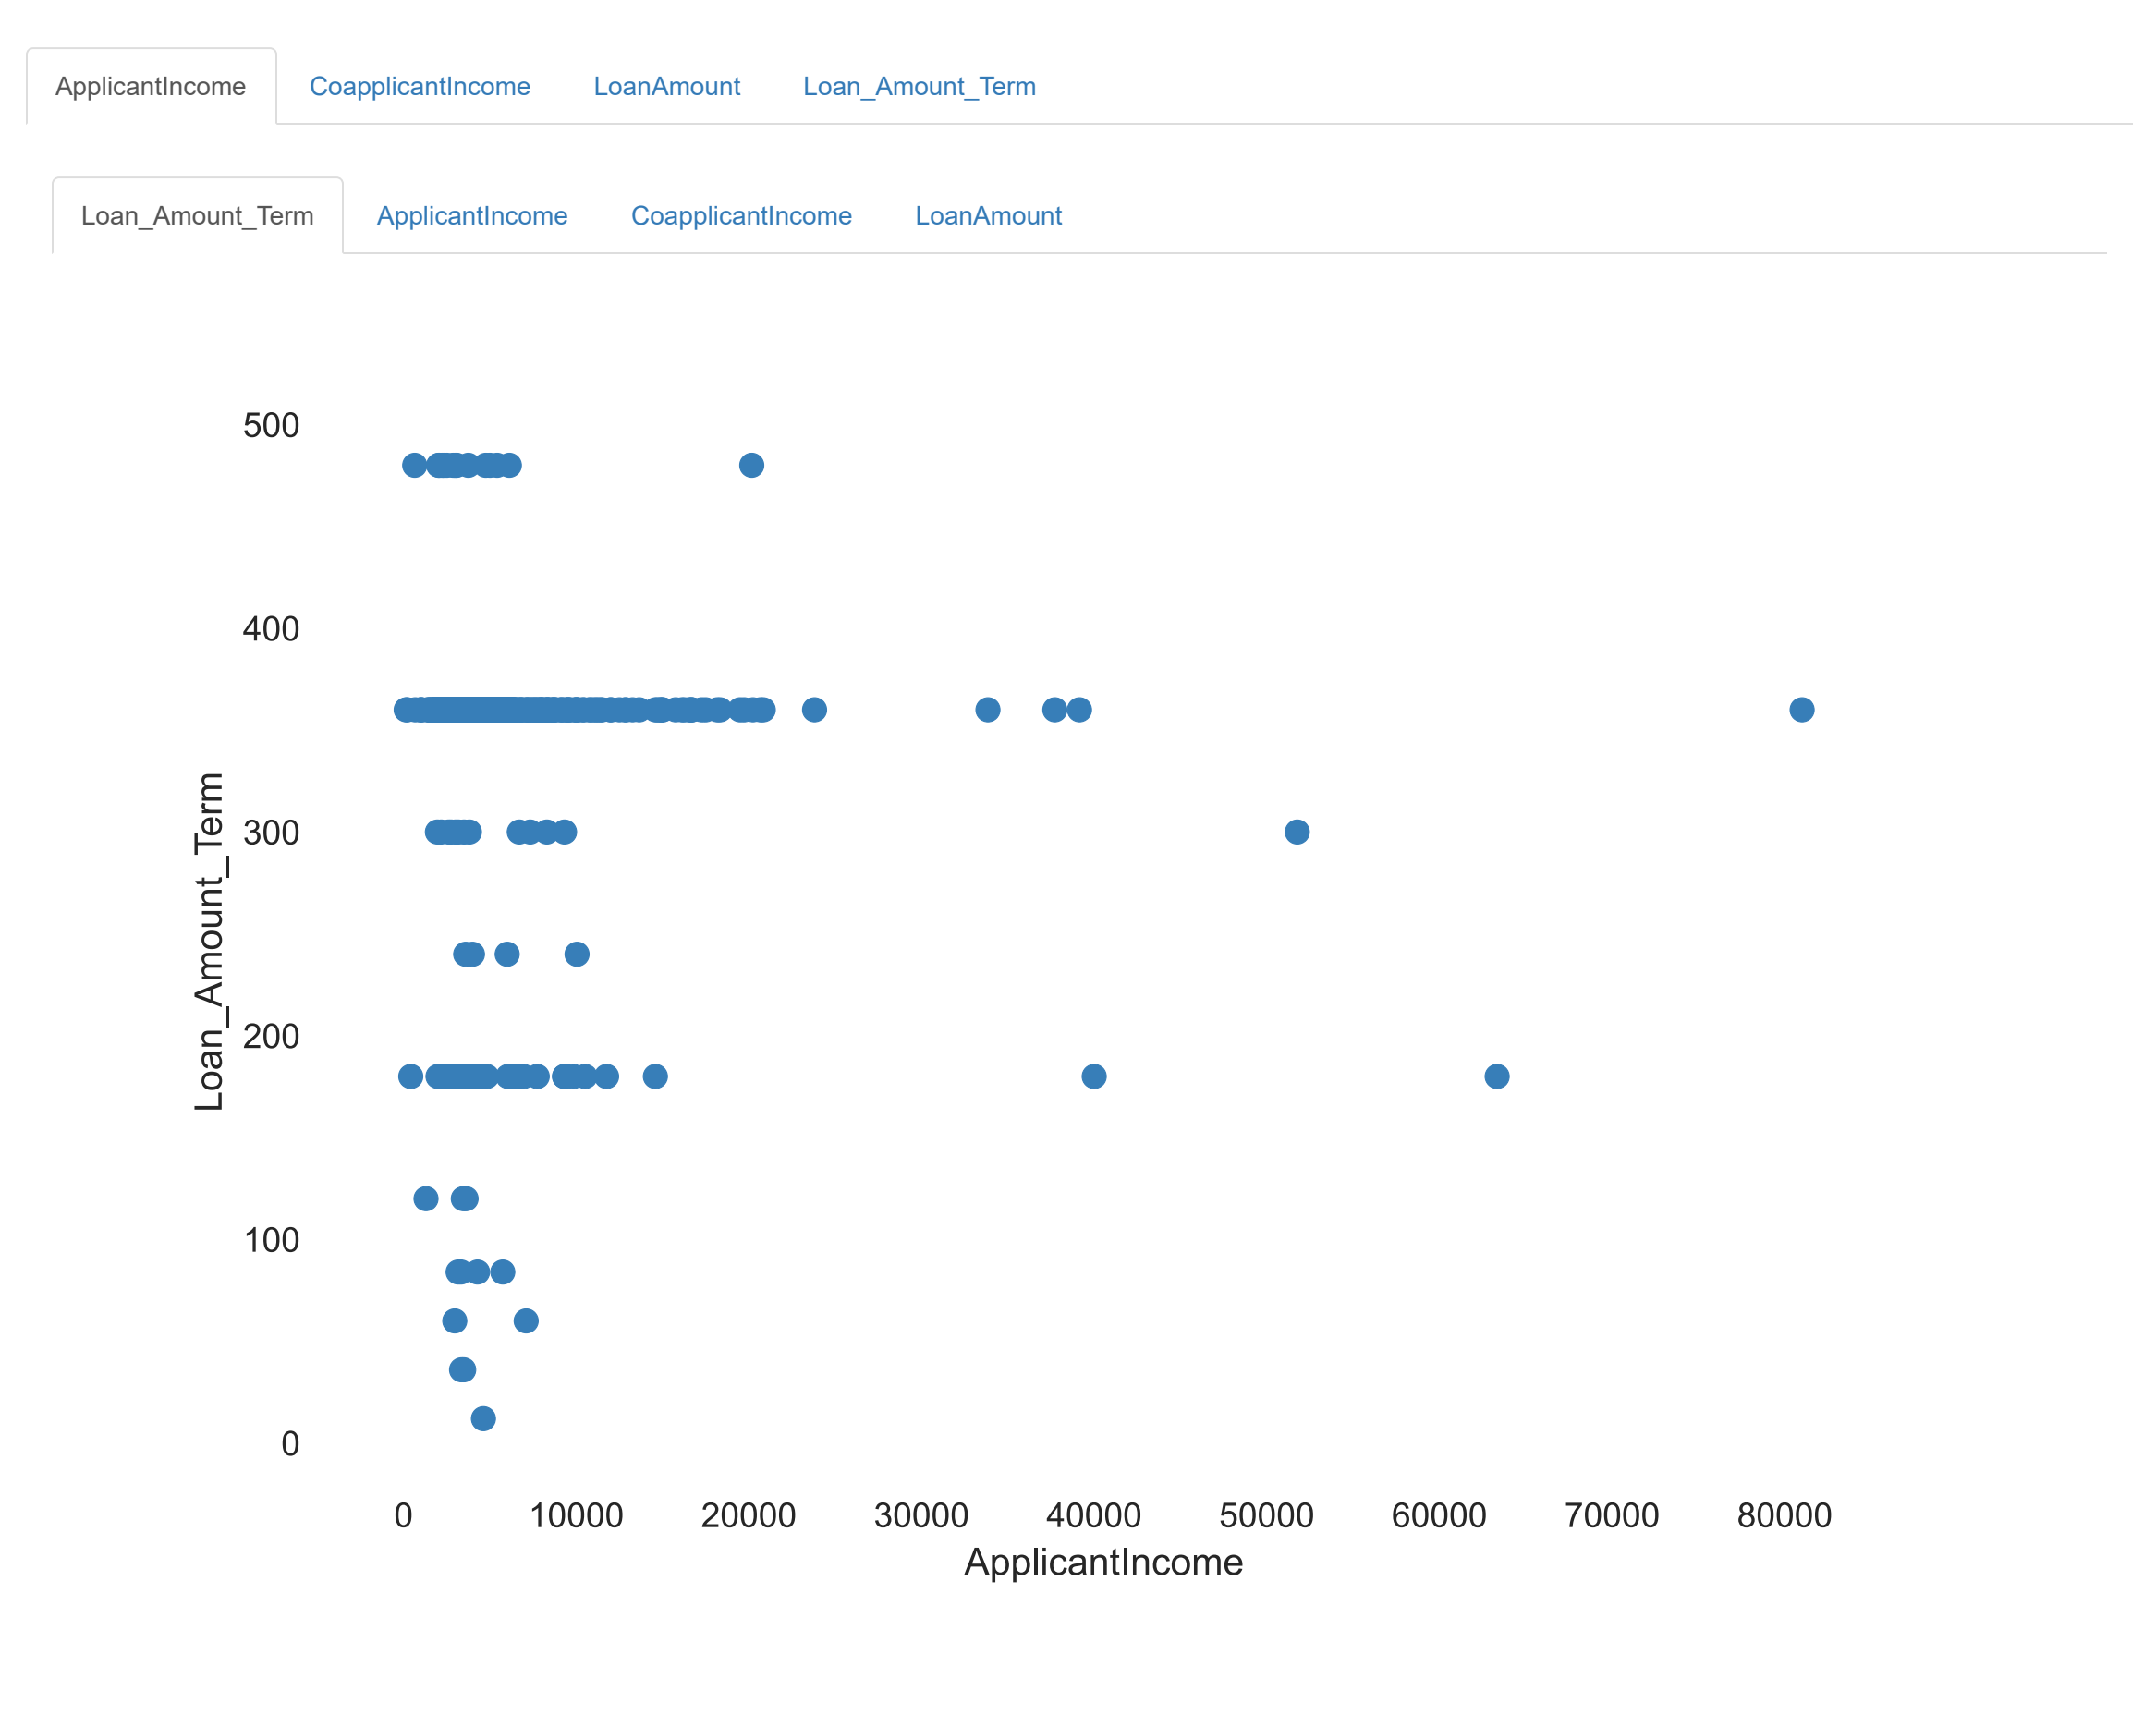 ApplicantIncome CoapplicantIncome LoanAmount Loan_Amount_Term
Loan_Amount_Term ApplicantIncome CoapplicantIncome LoanAmount
500
400
300
200
100
0
Loan_Amount_Term
0 10000 20000 30000 40000 50000 60000 70000 80000
ApplicantIncome